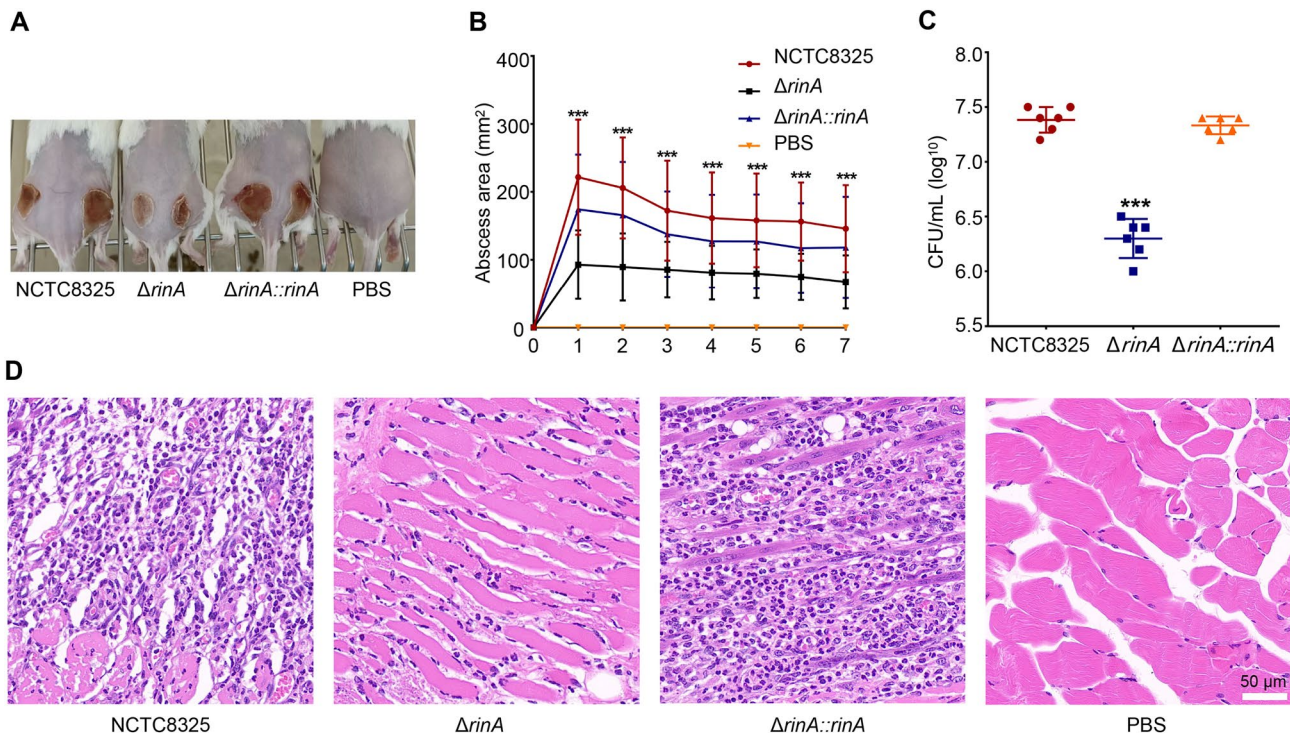 A
NCTC8325 ΔrinA ΔrinA::rinA PBS
B
Abscess area (mm²)
400
300
200
100
0
0 1 2 3 4 5 6 7
NCTC8325
ΔrinA
ΔrinA::rinA
PBS
*** *** *** *** *** *** ***
C
CFU/mL (log¹⁰)
8.0
7.5
7.0
6.5
6.0
5.5
***
NCTC8325 ΔrinA ΔrinA::rinA
D
50 μm
NCTC8325 ΔrinA ΔrinA::rinA PBS